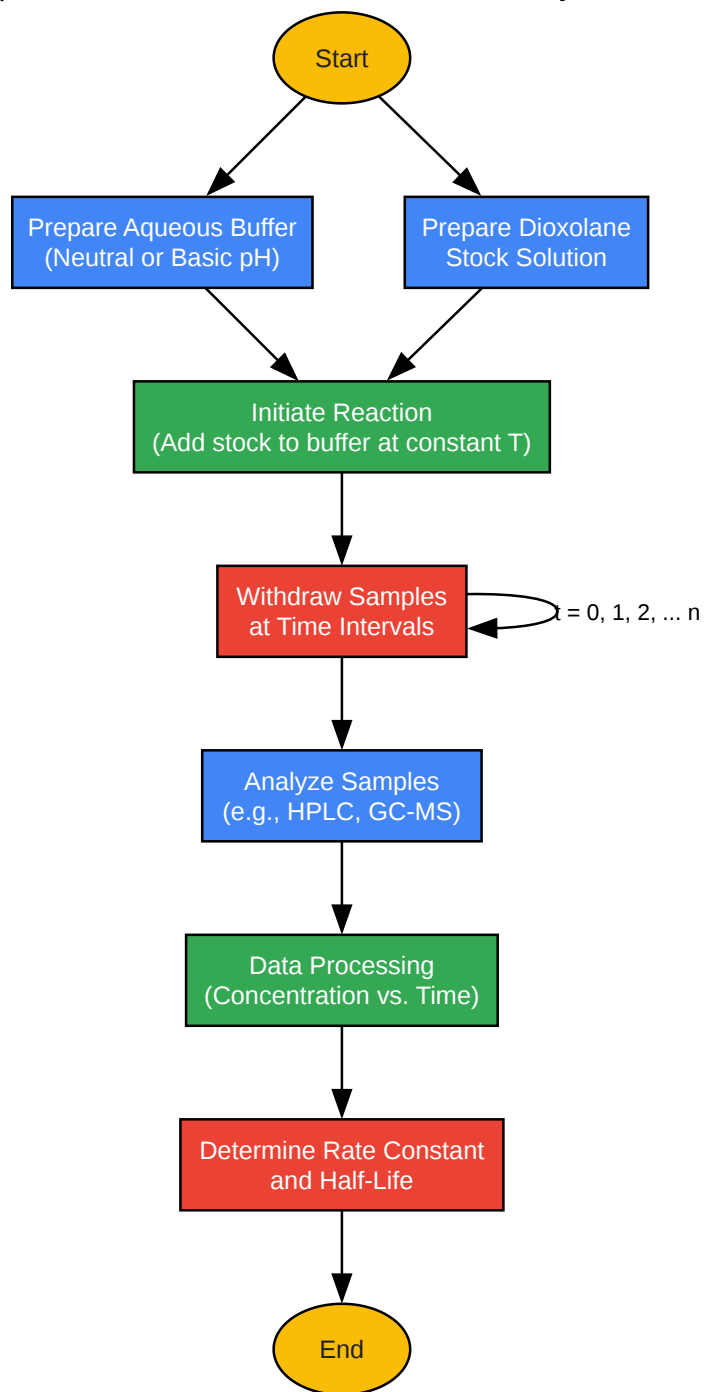 Start
Prepare Aqueous Buffer
(Neutral or Basic pH)
Prepare Dioxolane
Stock Solution
Initiate Reaction
(Add stock to buffer at constant T)
Withdraw Samples
at Time Intervals
t = 0, 1, 2, ... n
Analyze Samples
(e.g., HPLC, GC-MS)
Data Processing
(Concentration vs. Time)
Determine Rate Constant
and Half-Life
End